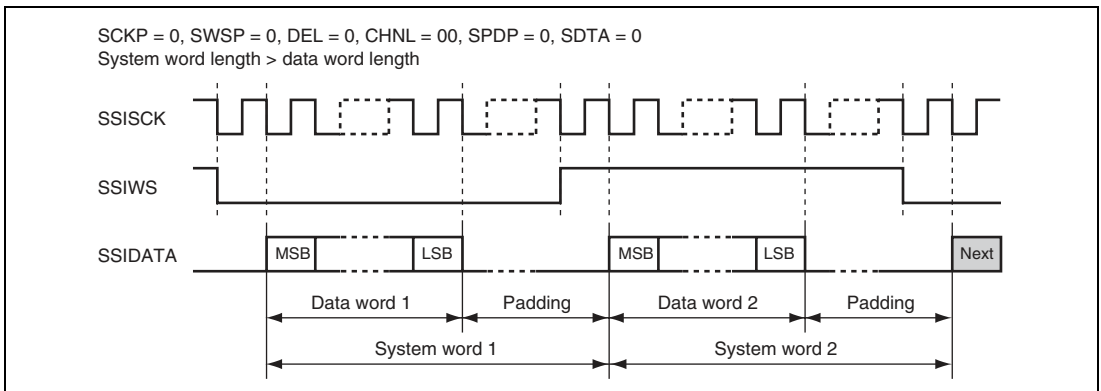 SCKP = 0, SWSP = 0, DEL = 0, CHNL = 00, SPDP = 0, SDTA = 0
System word length > data word length
SSISCK
SSIWS
SSIDATA
MSB
LSB
MSB
LSB
Next
Data word 1
Padding
Data word 2
Padding
System word 1
System word 2